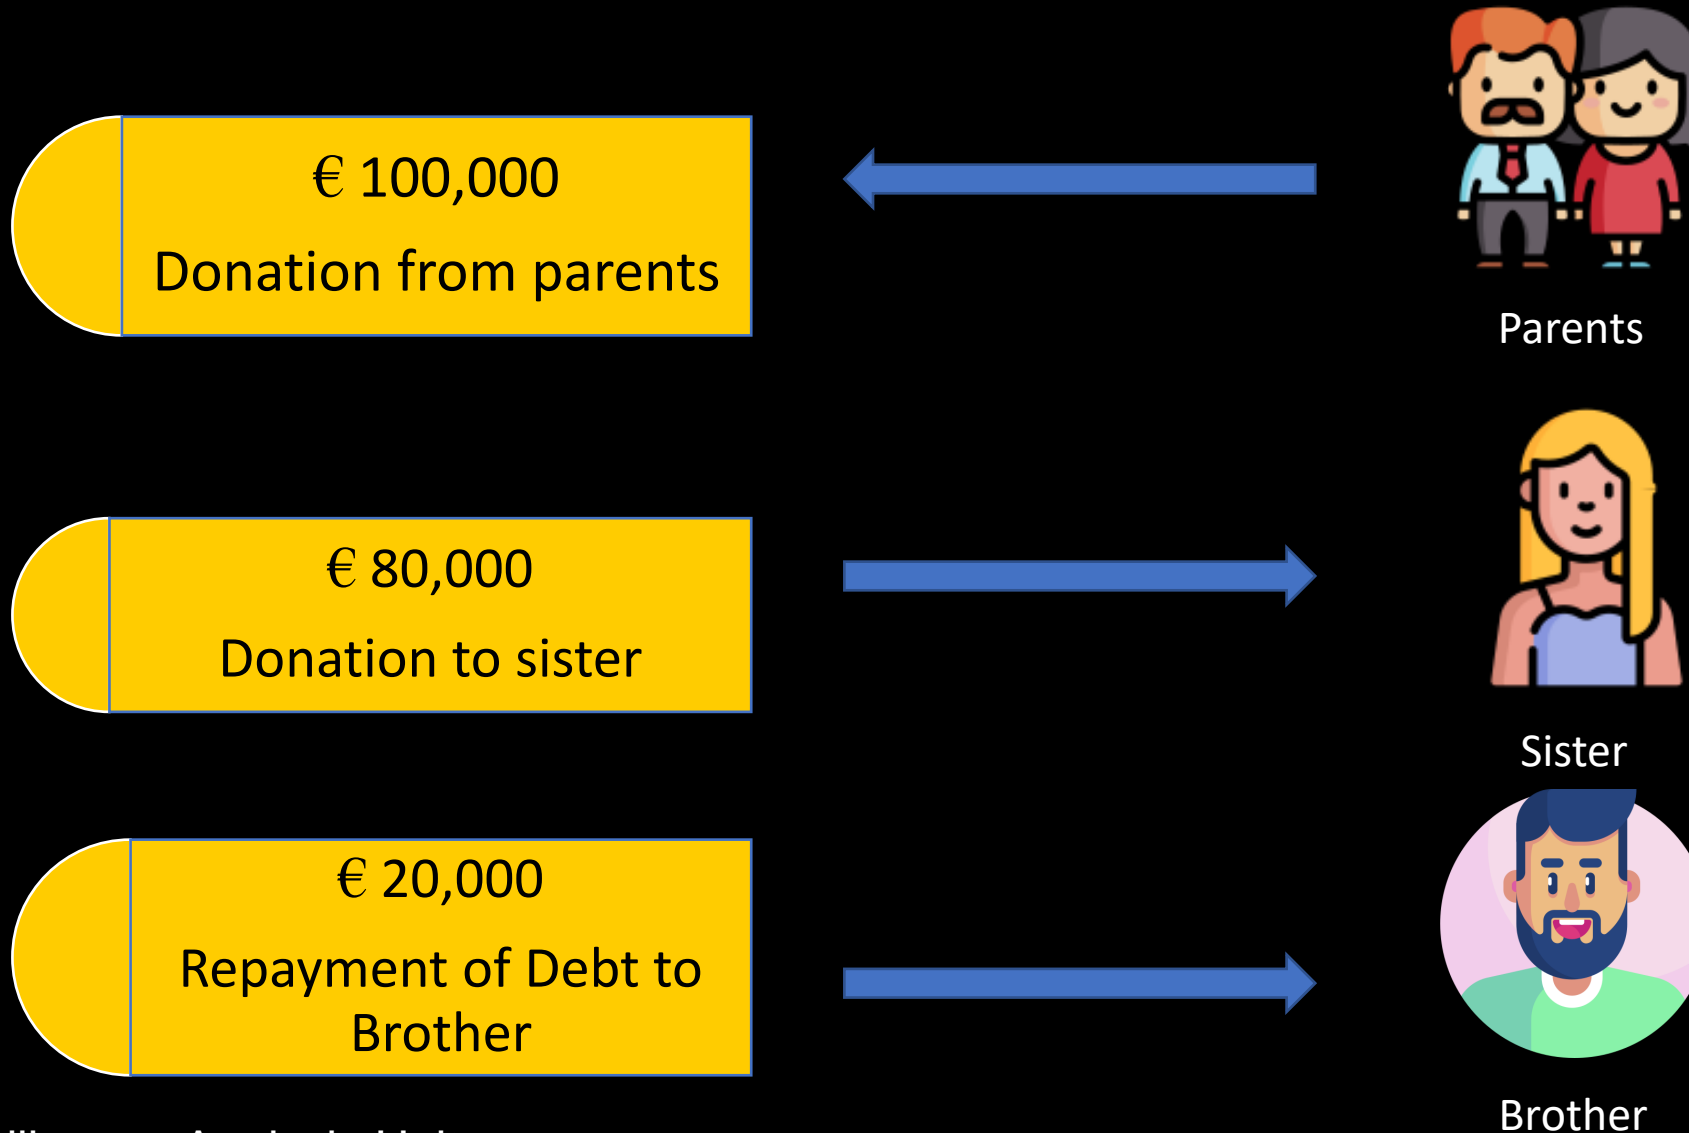 € 100,000
Donation from parents
Parents
€ 80,000
Donation to sister
Sister
€ 20,000
Repayment of Debt to
Brother
Brother